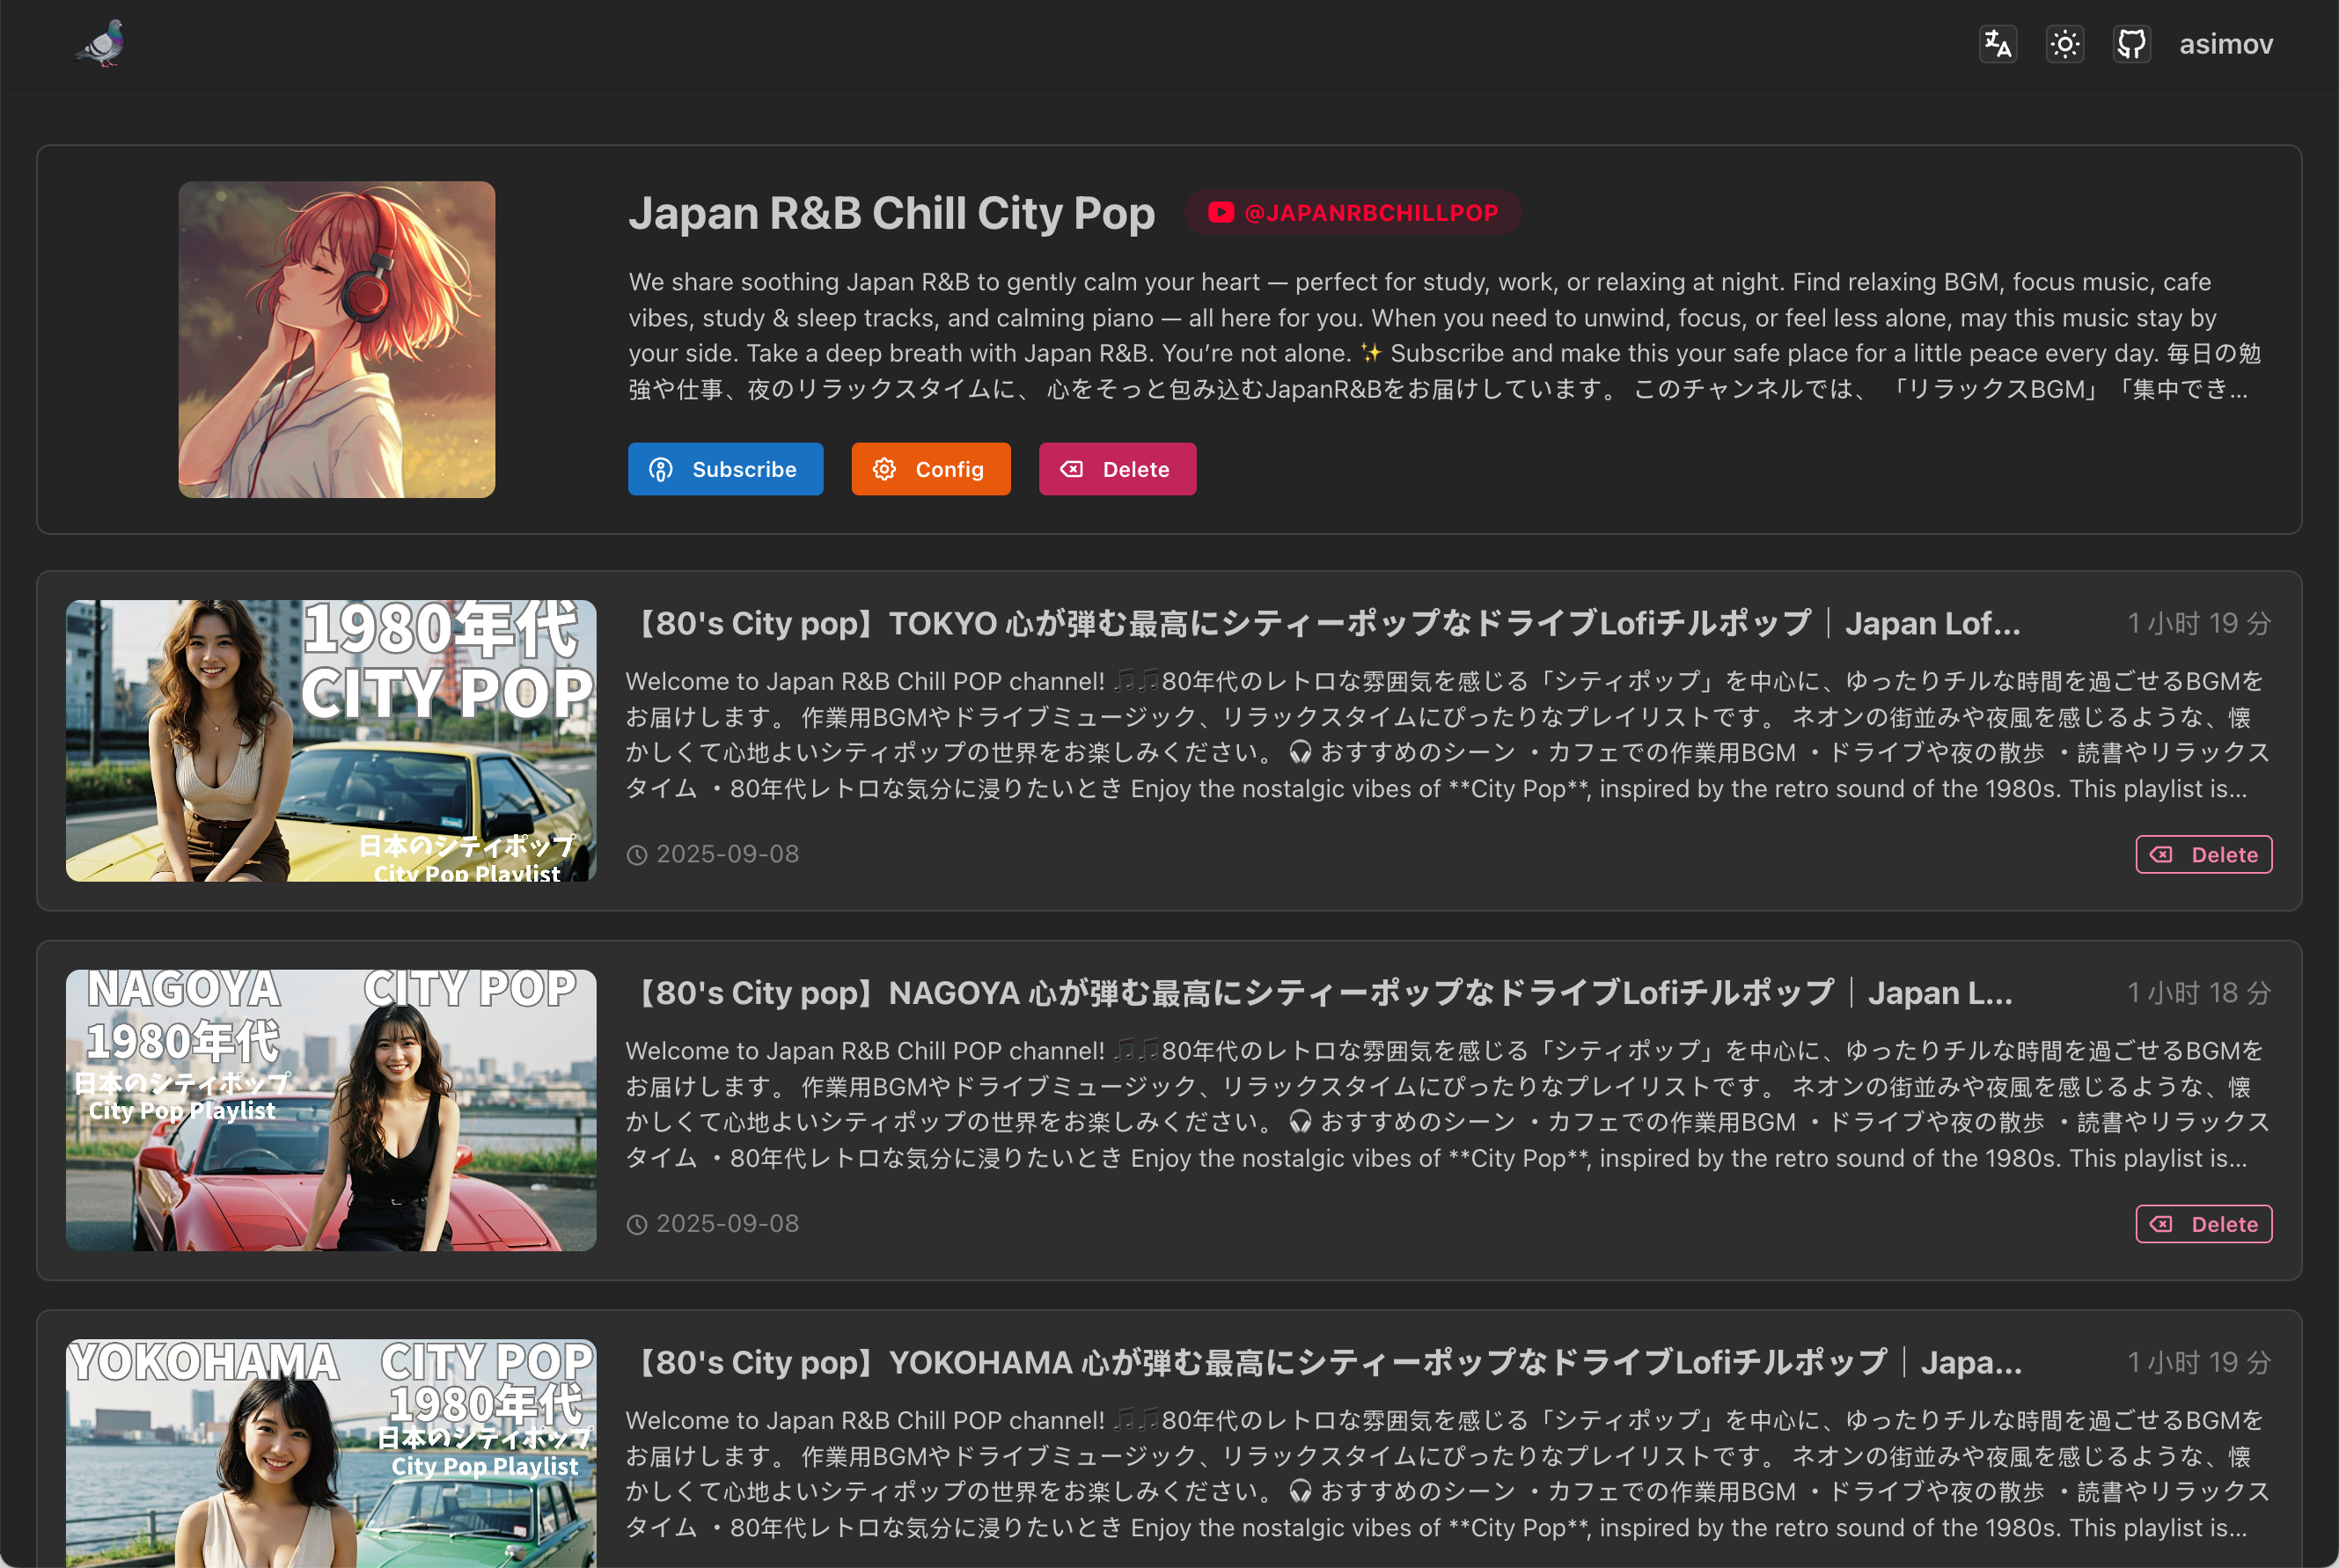 asimov
Japan R&B Chill City Pop
@JAPANRBCHILLPOP
We share soothing Japan R&B to gently calm your heart — perfect for study, work, or relaxing at night. Find relaxing BGM, focus music, cafe
vibes, study & sleep tracks, and calming piano — all here for you. When you need to unwind, focus, or feel less alone, may this music stay by
your side. Take a deep breath with Japan R&B. You’re not alone. ✨ Subscribe and make this your safe place for a little peace every day. 毎日の勉
強や仕事、夜のリラックスタイムに、 心をそっと包み込むJapanR&Bをお届けしています。 このチャンネルでは、 「リラックスBGM」「集中でき...
Subscribe
Config
Delete
1980年代
CITY POP
日本のシティポップ
City Pop Playlist
【80's City pop】TOKYO 心が弾む最高にシティーポップなドライブLofiチルポップ｜Japan Lof...
1 小时 19 分
Welcome to Japan R&B Chill POP channel! 🎵🎵80年代のレトロな雰囲気を感じる「シティポップ」を中心に、ゆったりチルな時間を過ごせるBGMを
お届けします。 作業用BGMやドライブミュージック、リラックスタイムにぴったりなプレイリストです。 ネオンの街並みや夜風を感じるような、懐
かしくて心地よいシティポップの世界をお楽しみください。 🎧 おすすめのシーン ・カフェでの作業用BGM ・ドライブや夜の散歩 ・読書やリラックス
タイム ・80年代レトロな気分に浸りたいとき Enjoy the nostalgic vibes of **City Pop**, inspired by the retro sound of the 1980s. This playlist is...
2025-09-08
Delete
NAGOYA CITY POP
1980年代
日本のシティポップ
City Pop Playlist
【80's City pop】NAGOYA 心が弾む最高にシティーポップなドライブLofiチルポップ｜Japan L...
1 小时 18 分
Welcome to Japan R&B Chill POP channel! 🎵🎵80年代のレトロな雰囲気を感じる「シティポップ」を中心に、ゆったりチルな時間を過ごせるBGMを
お届けします。 作業用BGMやドライブミュージック、リラックスタイムにぴったりなプレイリストです。 ネオンの街並みや夜風を感じるような、懐
かしくて心地よいシティポップの世界をお楽しみください。 🎧 おすすめのシーン ・カフェでの作業用BGM ・ドライブや夜の散歩 ・読書やリラックス
タイム ・80年代レトロな気分に浸りたいとき Enjoy the nostalgic vibes of **City Pop**, inspired by the retro sound of the 1980s. This playlist is...
2025-09-08
Delete
YOKOHAMA CITY POP
1980年代
日本のシティポップ
City Pop Playlist
【80's City pop】YOKOHAMA 心が弾む最高にシティーポップなドライブLofiチルポップ｜Japa...
1 小时 19 分
Welcome to Japan R&B Chill POP channel! 🎵🎵80年代のレトロな雰囲気を感じる「シティポップ」を中心に、ゆったりチルな時間を過ごせるBGMを
お届けします。 作業用BGMやドライブミュージック、リラックスタイムにぴったりなプレイリストです。 ネオンの街並みや夜風を感じるような、懐
かしくて心地よいシティポップの世界をお楽しみください。 🎧 おすすめのシーン ・カフェでの作業用BGM ・ドライブや夜の散歩 ・読書やリラックス
タイム ・80年代レトロな気分に浸りたいとき Enjoy the nostalgic vibes of **City Pop**, inspired by the retro sound of the 1980s. This playlist is...